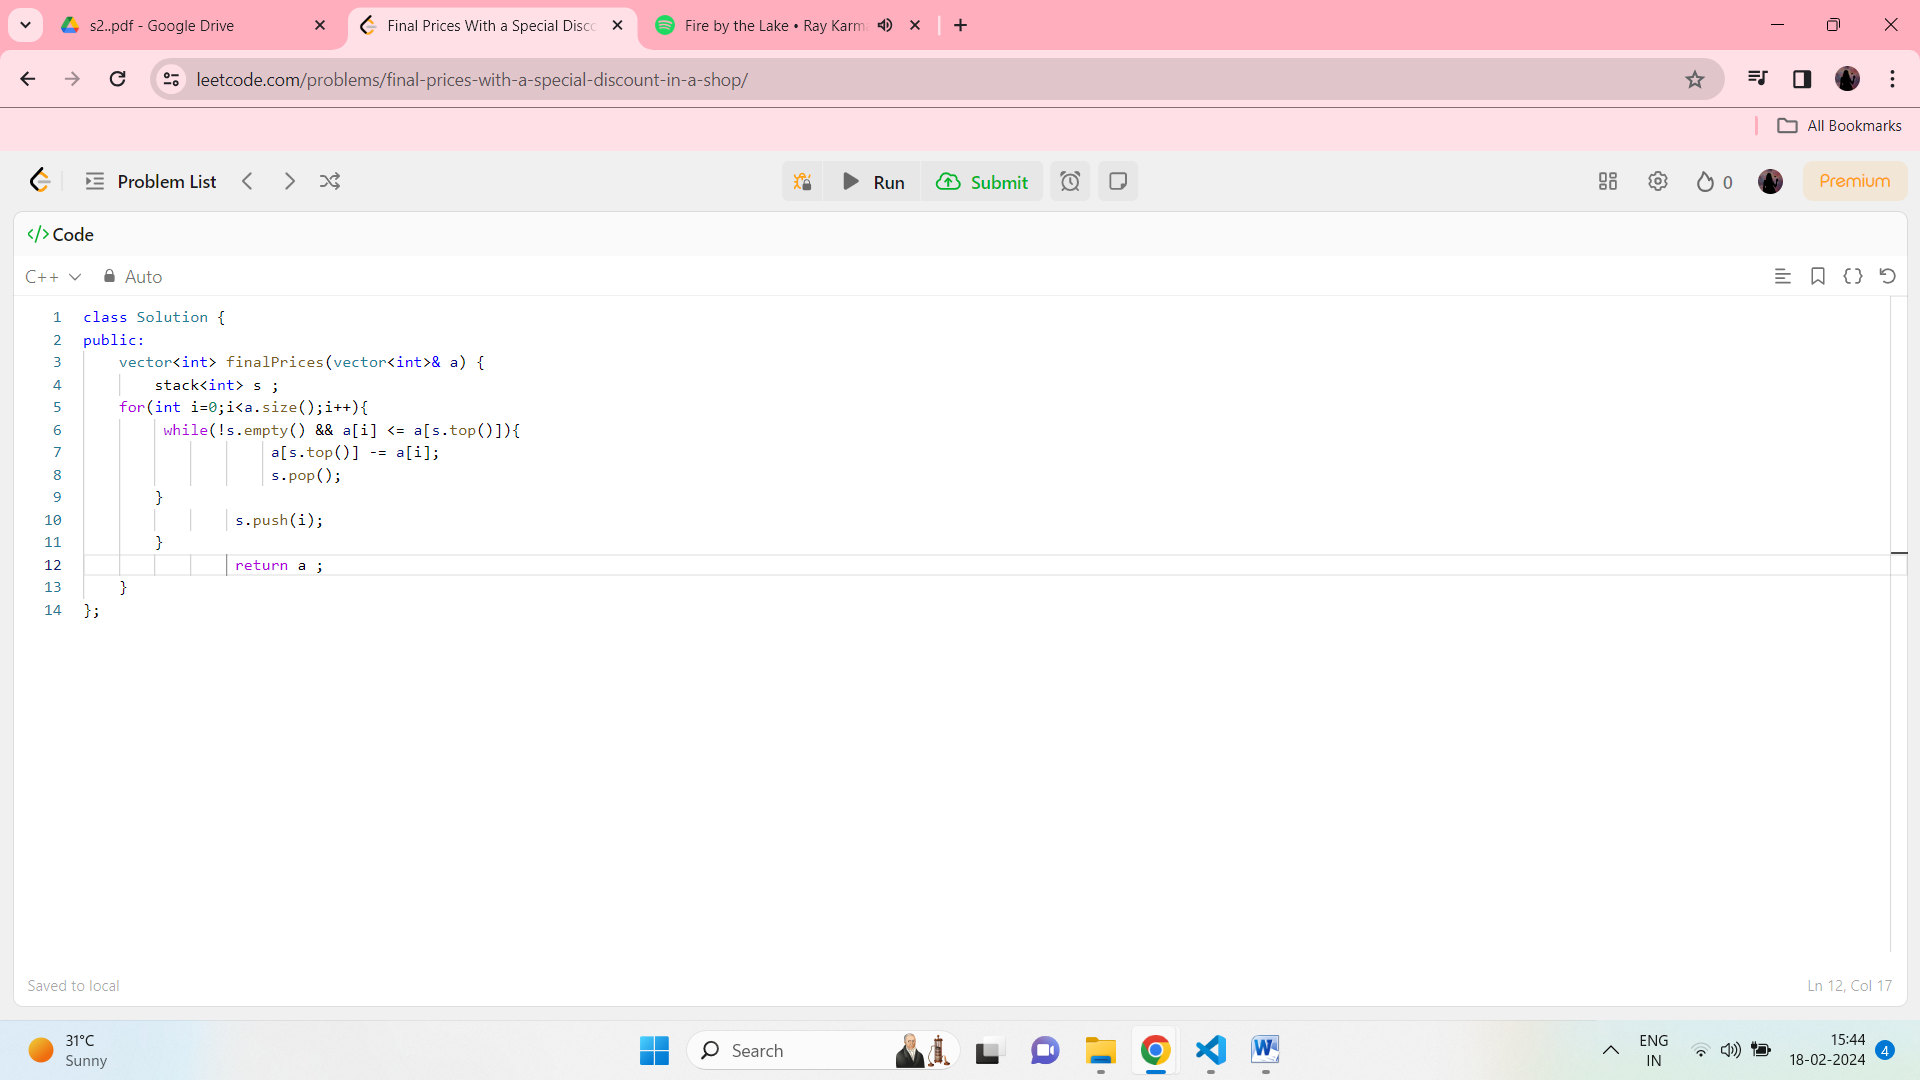 s2..pdf - Google Drive
Final Prices With a Special Disco
Fire by the Lake • Ray Karma
leetcode.com/problems/final-prices-with-a-special-discount-in-a-shop/
All Bookmarks
Problem List
Run
Submit
0
Premium
</> Code
C++
Auto
1 class Solution {
2 public:
3 vector<int> finalPrices(vector<int>& a) {
4 stack<int> s ;
5 for(int i=0;i<a.size();i++){
6 while(!s.empty() && a[i] <= a[s.top()]){
7 a[s.top()] -= a[i];
8 s.pop();
9 }
10 s.push(i);
11 }
12 return a ;
13 }
14 };
Saved to local
Ln 12, Col 17
31°C
Sunny
Search
ENG
IN
15:44
18-02-2024
4